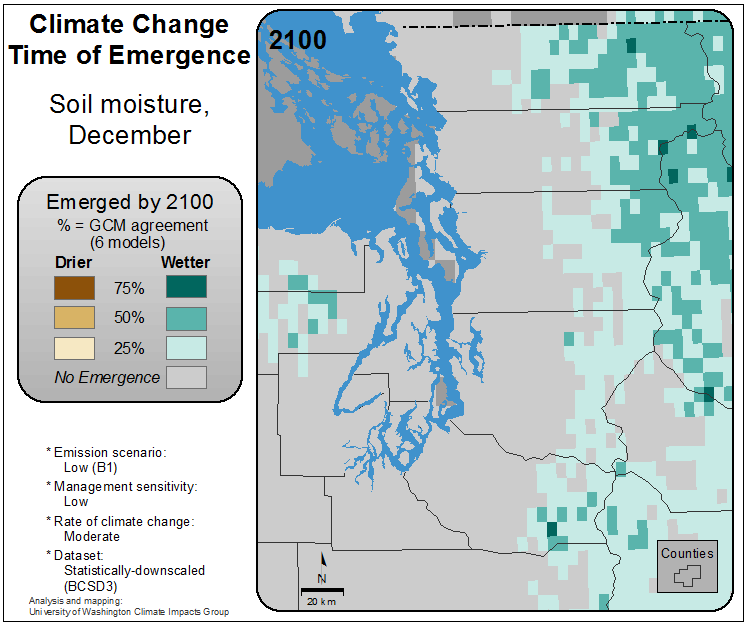 Climate Change
Time of Emergence
Soil moisture,
December
Emerged by 2100
% = GCM agreement
(6 models)
Drier Wetter
75%
50%
25%
No Emergence
* Emission scenario:
Low (B1)
* Management sensitivity:
Low
* Rate of climate change:
Moderate
* Dataset:
Statistically-downscaled
(BCSD3)
Analysis and mapping:
University of Washington Climate Impacts Group
2100
N
20 km
Counties